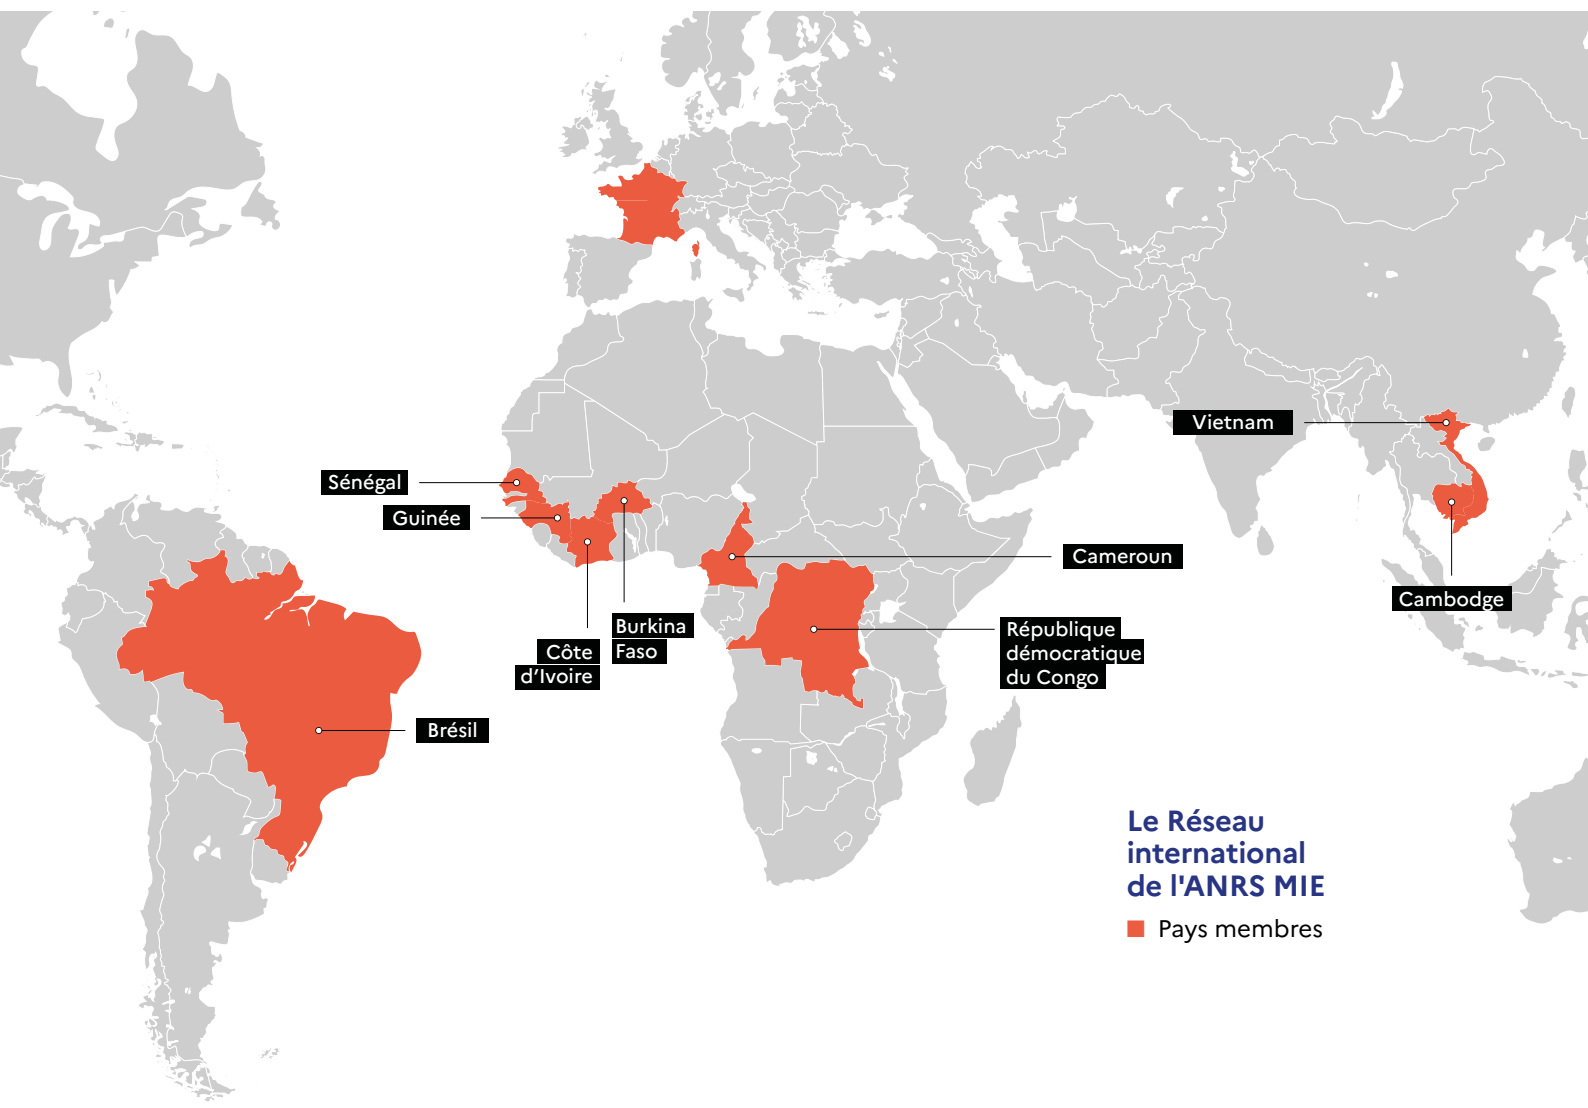 Vietnam
Sénégal
Guinée
Cameroun
Cambodge
Burkina
Faso
Côte
d’Ivoire
République
démocratique
du Congo
Brésil
Le Réseau
international
de l'ANRS MIE
Pays membres